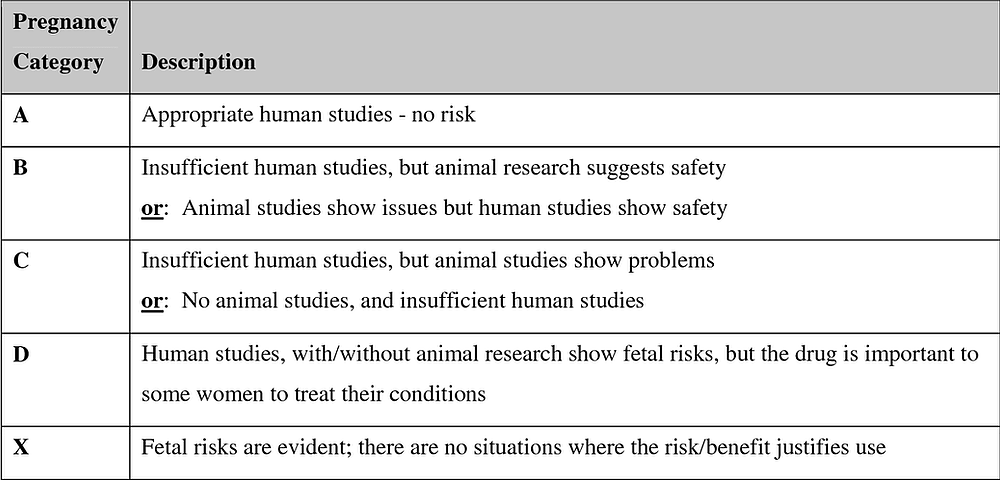 Pregnancy
Category
Description
A
Appropriate human studies - no risk
B
Insufficient human studies, but animal research suggests safety
or: Animal studies show issues but human studies show safety
C
Insufficient human studies, but animal studies show problems
or: No animal studies, and insufficient human studies
D
Human studies, with/without animal research show fetal risks, but the drug is important to
some women to treat their conditions
X
Fetal risks are evident; there are no situations where the risk/benefit justifies use